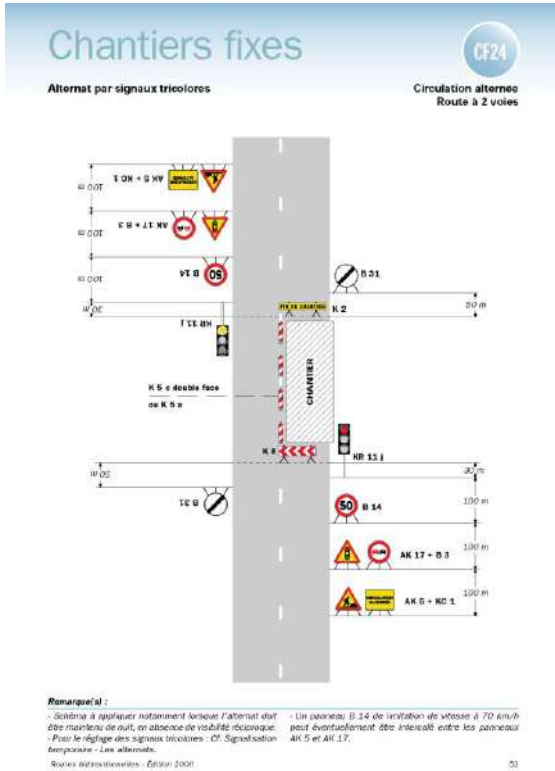 Chantiers fixes
CF24
Alternat par signaux tricolores
Circulation alternée
Route à 2 voies
AK 5 + KC 1
100 m
AK 17 + B 3
100 m
50
B 14
100 m
B 31
30 m
KR 11 j
FIN DE CHANTIER
K 2
50 m
CHANTIER
K 5 c double face
ou K 5 a
K 8
KR 11 j
50 m
30 m
B 31
50
B 14
100 m
AK 17 + B 3
100 m
AK 5 + KC 1
100 m
Remarque(s) :
- Schéma à appliquer notamment lorsque l'alternat doit
être maintenu de nuit, en absence de visibilité réciproque.
- Pour le réglage des signaux tricolores : Cf. Signalisation
temporaire - Les alternats.
- Un panneau B 14 de limitation de vitesse à 70 km/h
peut éventuellement être intercalé entre les panneaux
AK 5 et AK 17.
Routes bidirectionnelles - Édition 2000
53